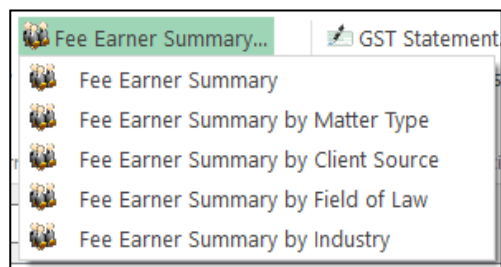 Fee Earner Summary... GST Statement
Fee Earner Summary
Fee Earner Summary by Matter Type
Fee Earner Summary by Client Source
Fee Earner Summary by Field of Law
Fee Earner Summary by Industry